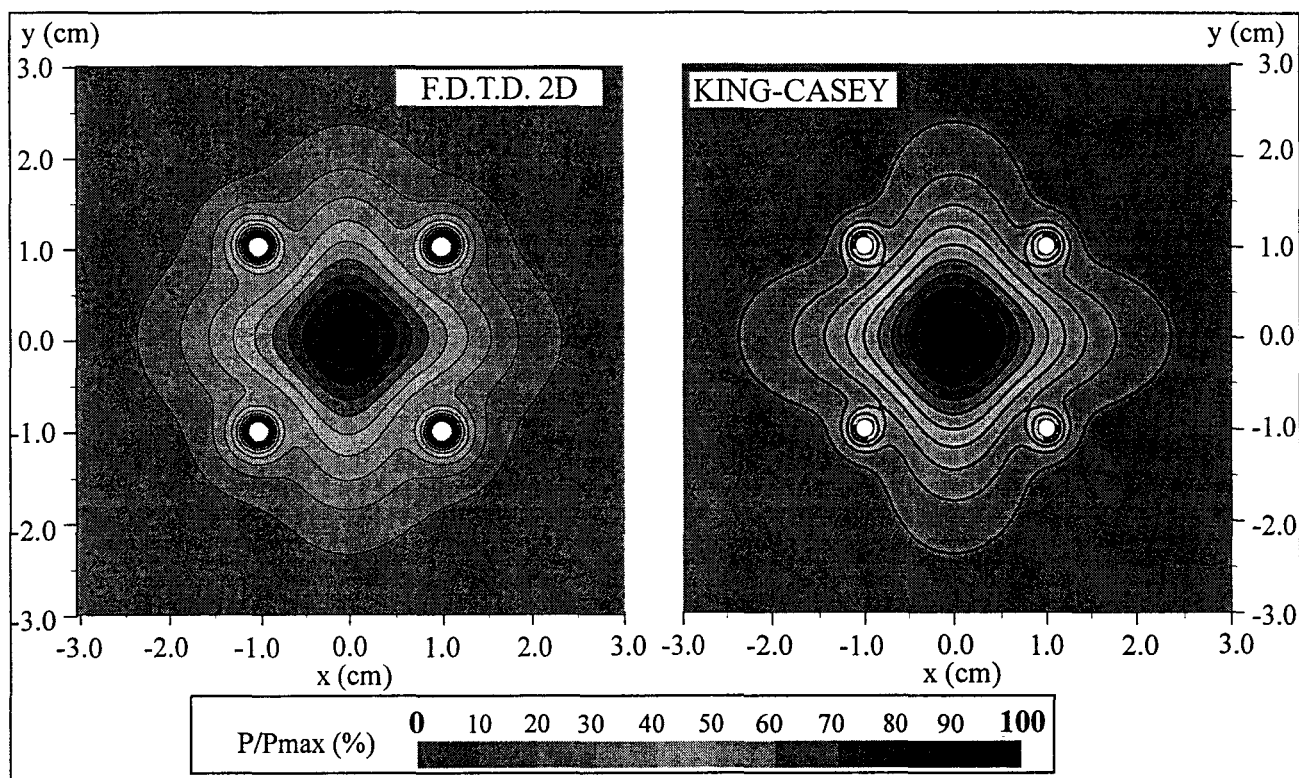 y (cm) y (cm)
F.D.T.D. 2D KING-CASEY
3.0 3.0
2.0 2.0
1.0 1.0
0.0 0.0
-1.0 -1.0
-2.0 -2.0
-3.0 -3.0
-3.0 -2.0 -1.0 0.0 1.0 2.0 3.0 -3.0 -2.0 -1.0 0.0 1.0 2.0 3.0
x (cm) x (cm)
P/Pmax (%) 0 10 20 30 40 50 60 70 80 90 100